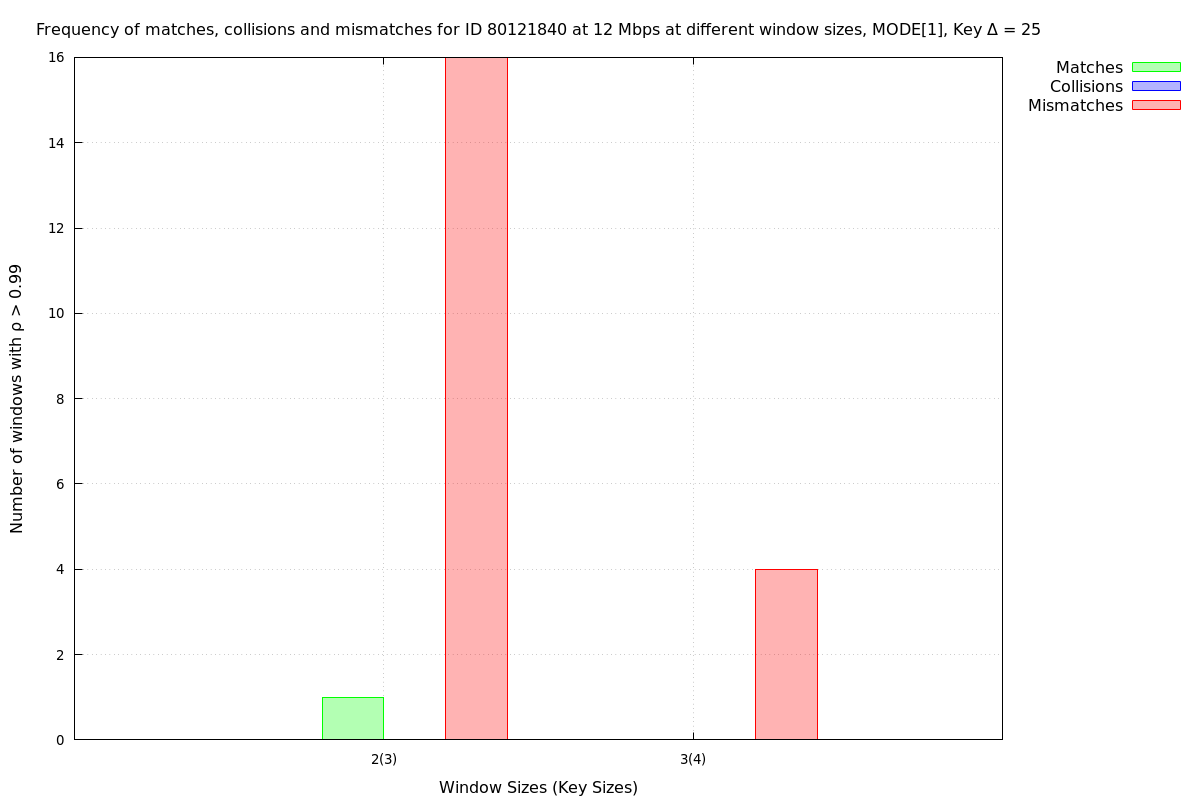 Frequency of matches, collisions and mismatches for ID 80121840 at 12 Mbps at different window sizes, MODE[1], Key Δ = 25
Matches
Collisions
Mismatches
Number of windows with ρ > 0.99
16
14
12
10
8
6
4
2
0
2(3)
3(4)
Window Sizes (Key Sizes)